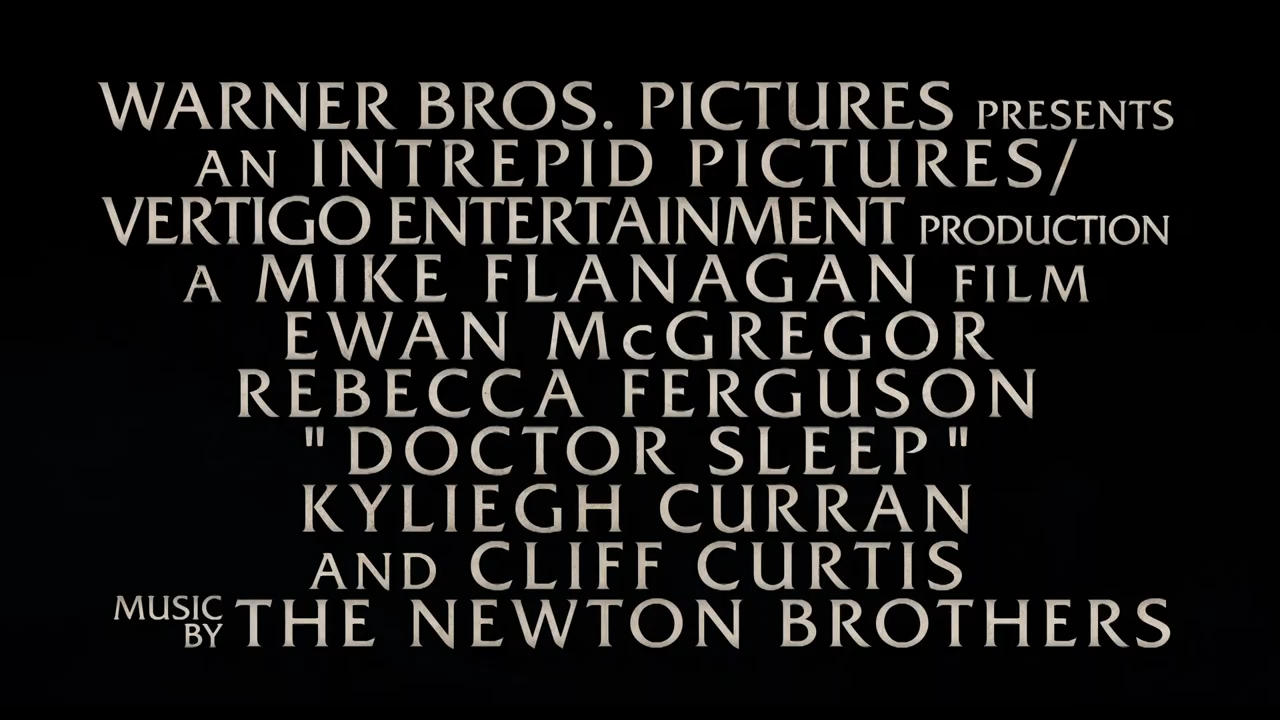 WARNER BROS. PICTURES PRESENTS
AN INTREPID PICTURES/
VERTIGO ENTERTAINMENT PRODUCTION
A MIKE FLANAGAN FILM
EWAN McGREGOR
REBECCA FERGUSON
"DOCTOR SLEEP"
KYLIEGH CURRAN
AND CLIFF CURTIS
MUSIC BY THE NEWTON BROTHERS